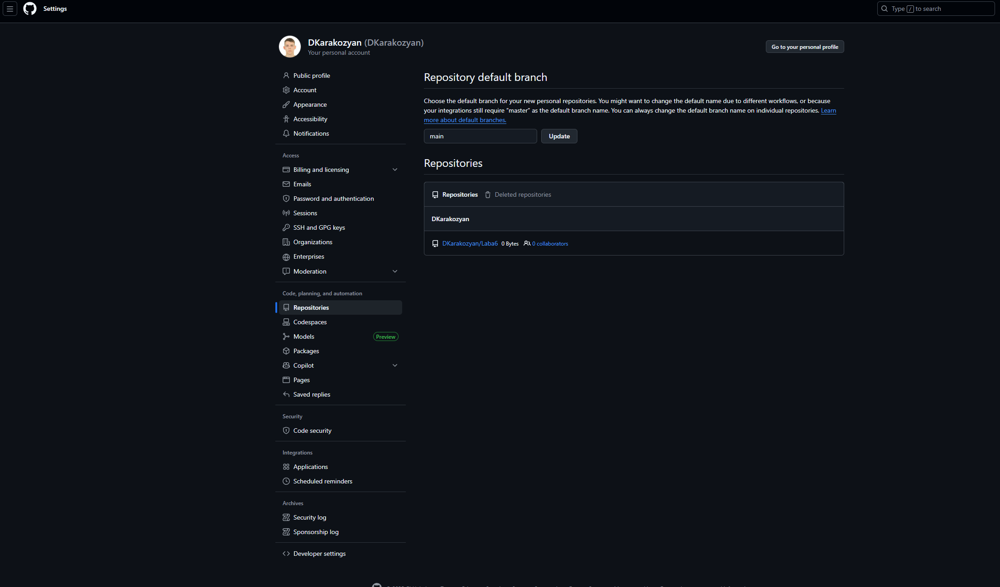 Settings
Type / to search
DKarakozyan (DKarakozyan)
Your personal account
Go to your personal profile
Public profile
Account
Appearance
Accessibility
Notifications
Access
Billing and licensing
Emails
Password and authentication
Sessions
SSH and GPG keys
Organizations
Enterprises
Moderation
Code, planning, and automation
Repositories
Codespaces
Models Preview
Packages
Copilot
Pages
Saved replies
Security
Code security
Integrations
Applications
Scheduled reminders
Archives
Security log
Sponsorship log
Developer settings
Repository default branch
Choose the default branch for your new personal repositories. You might want to change the default name due to different workflows, or because
your integrations still require “master” as the default branch name. You can always change the default branch name on individual repositories. Learn
more about default branches.
main Update
Repositories
Repositories Deleted repositories
DKarakozyan
DKarakozyan/Laba6 0 Bytes 0 collaborators